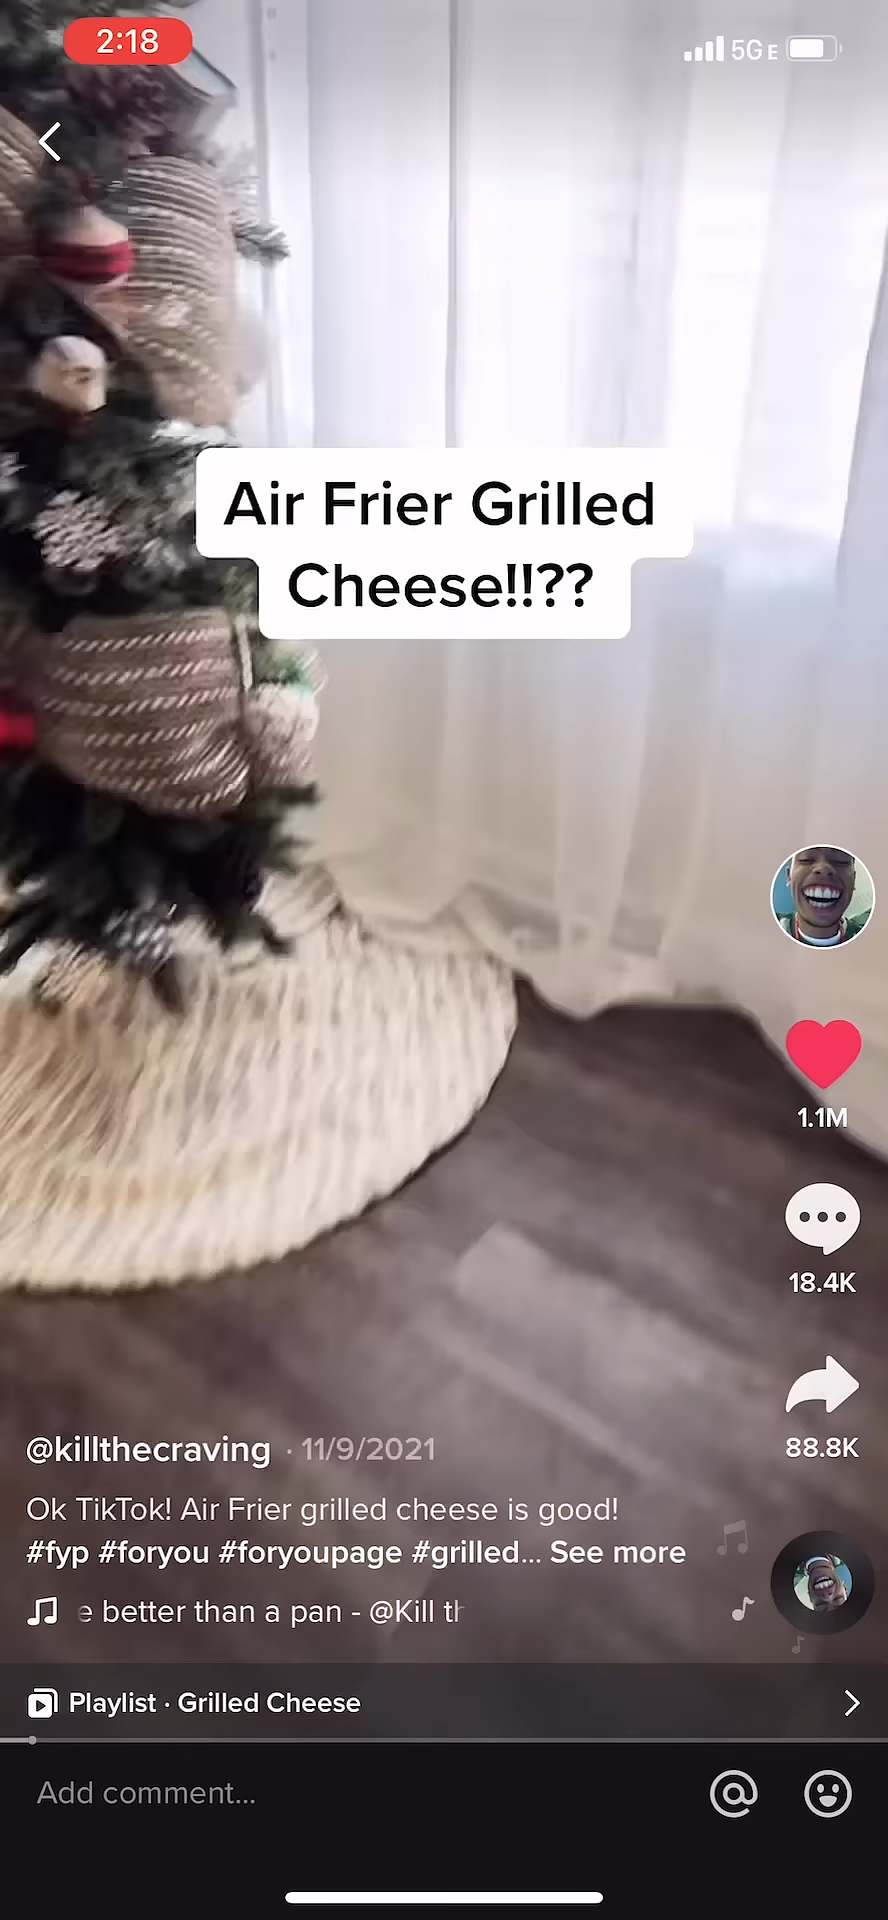 2:18
5GE
Air Frier Grilled
Cheese!!??
1.1M
18.4K
88.8K
@killthecraving · 11/9/2021
Ok TikTok! Air Frier grilled cheese is good!
#fyp #foryou #foryoupage #grilled... See more
e better than a pan - @Kill th
Playlist · Grilled Cheese
Add comment...